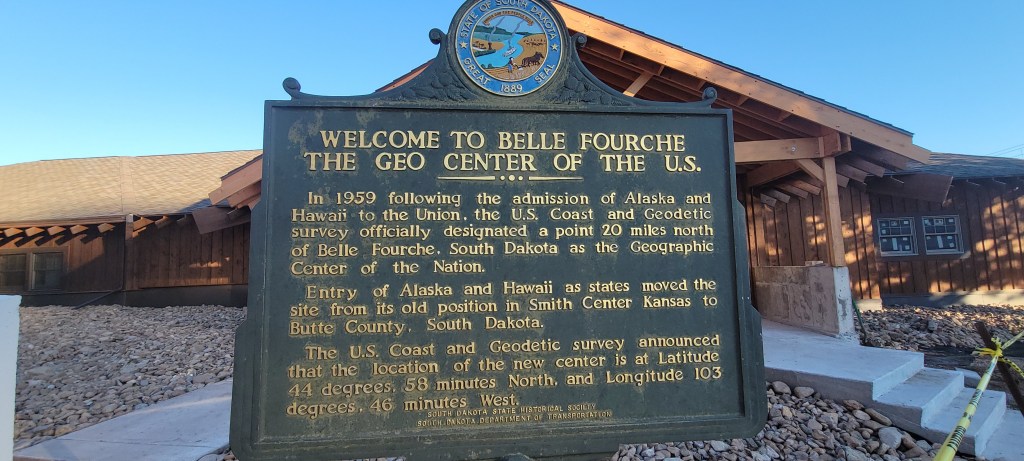 STATE OF SOUTH DAKOTA
GREAT SEAL
1889
WELCOME TO BELLE FOURCHE
THE GEO CENTER OF THE U.S.
In 1959 following the admission of Alaska and
Hawaii to the Union, the U.S. Coast and Geodetic
survey officially designated a point 20 miles north
of Belle Fourche, South Dakota as the Geographic
Center of the Nation.
Entry of Alaska and Hawaii as states moved the
site from its old position in Smith Center Kansas to
Butte County, South Dakota.
The U.S. Coast and Geodetic survey announced
that the location of the new center is at Latitude
44 degrees, 58 minutes North, and Longitude 103
degrees, 46 minutes West.
SOUTH DAKOTA STATE HISTORICAL SOCIETY
SOUTH DAKOTA DEPARTMENT OF TRANSPORTATION